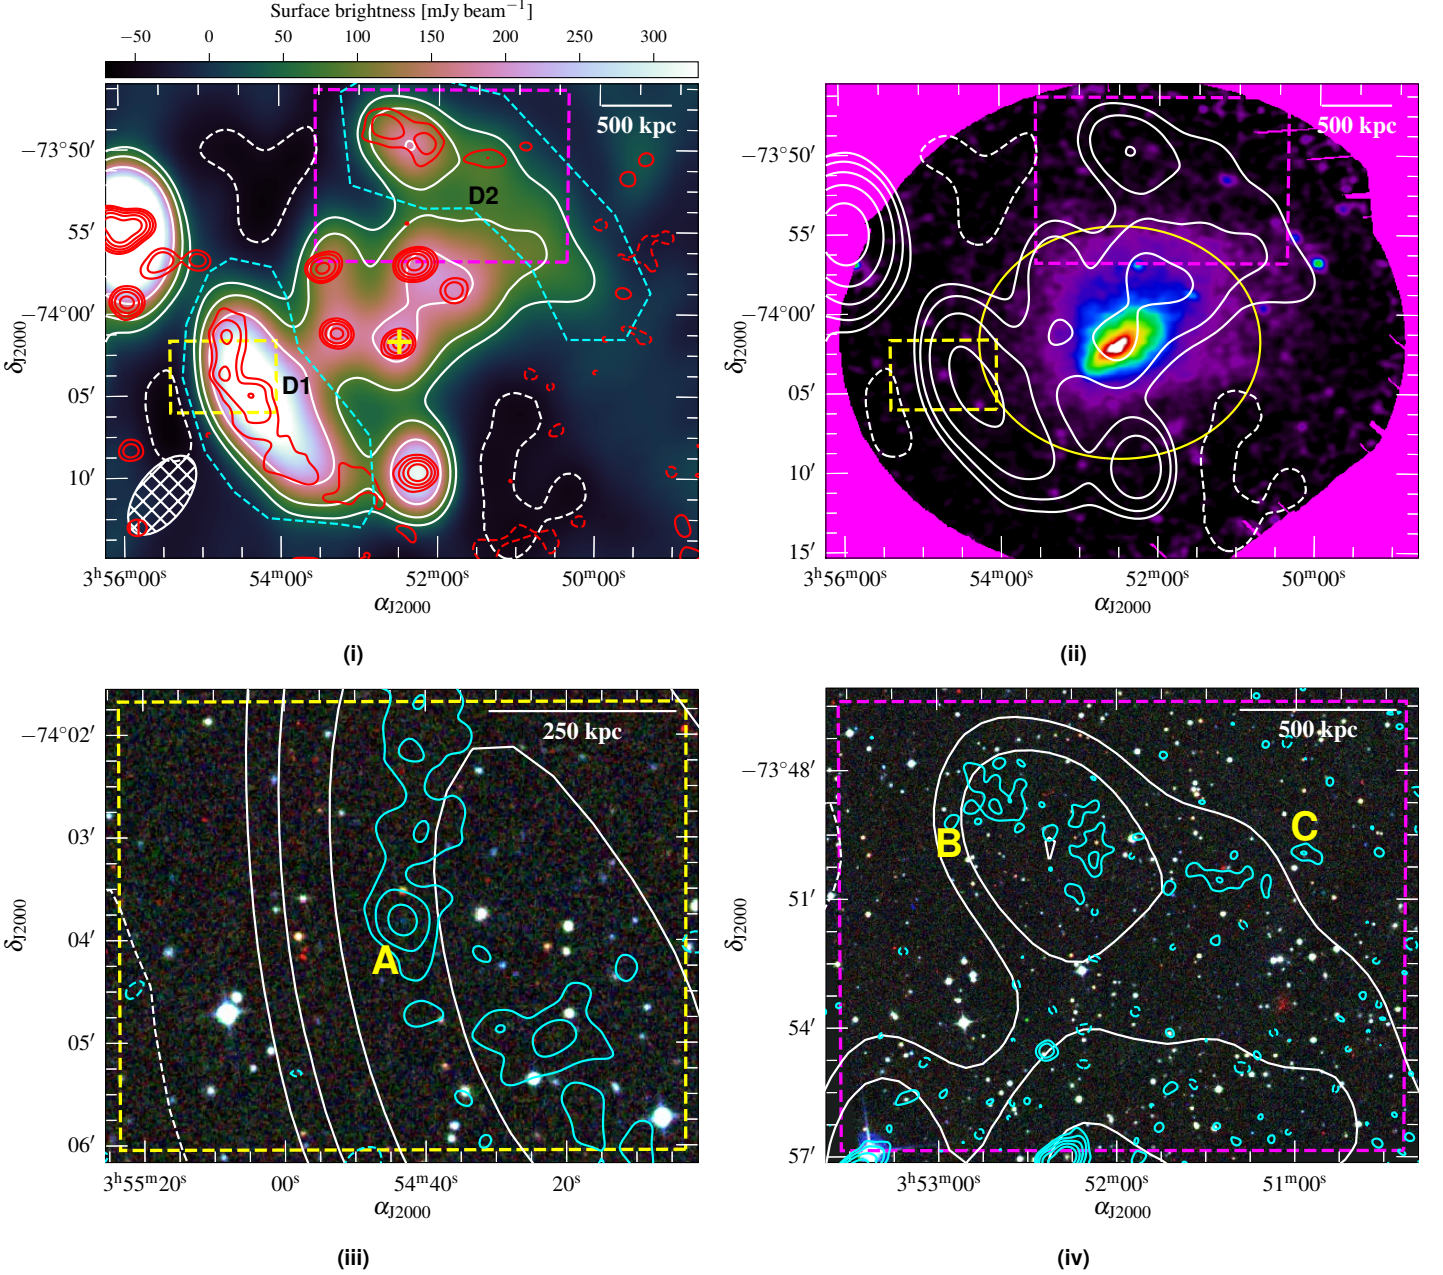 Surface brightness [mJy beam⁻¹]
−50 0 50 100 150 200 250 300
500 kpc
D2
D1
−73°50′
55′
−74°00′
05′
10′
δJ2000
3ʰ56ᵐ00ˢ 54ᵐ00ˢ 52ᵐ00ˢ 50ᵐ00ˢ
αJ2000
(i)
500 kpc
−73°50′
55′
−74°00′
05′
10′
15′
δJ2000
3ʰ56ᵐ00ˢ 54ᵐ00ˢ 52ᵐ00ˢ 50ᵐ00ˢ
αJ2000
(ii)
250 kpc
A
−74°02′
03′
04′
05′
06′
δJ2000
3ʰ55ᵐ20ˢ 00ˢ 54ᵐ40ˢ 20ˢ
αJ2000
(iii)
500 kpc
B
C
−73°48′
51′
54′
57′
δJ2000
3ʰ53ᵐ00ˢ 52ᵐ00ˢ 51ᵐ00ˢ
αJ2000
(iv)